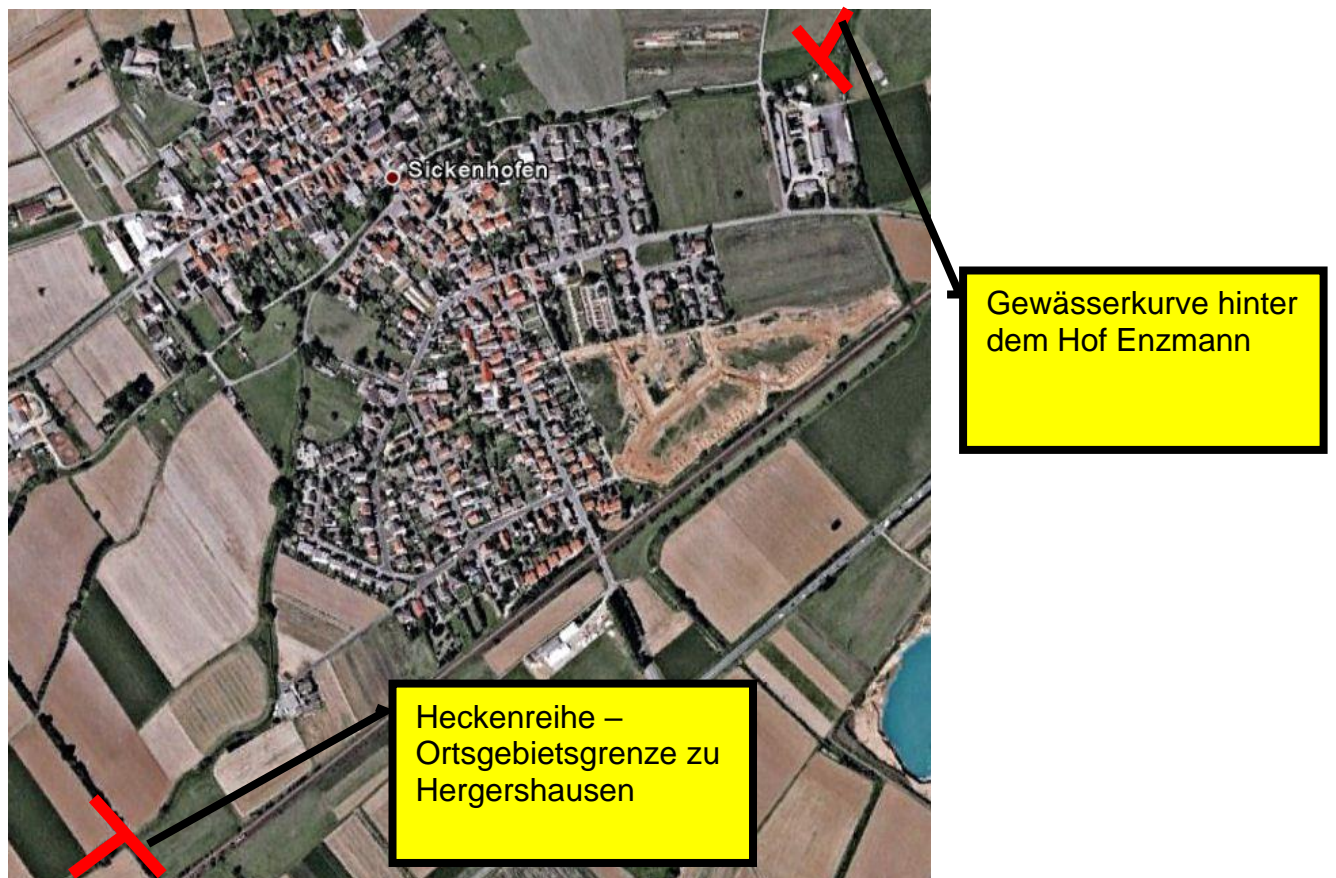 Sickenhofen
Gewässerkurve hinter
dem Hof Enzmann
Heckenreihe –
Ortsgebietsgrenze zu
Hergershausen